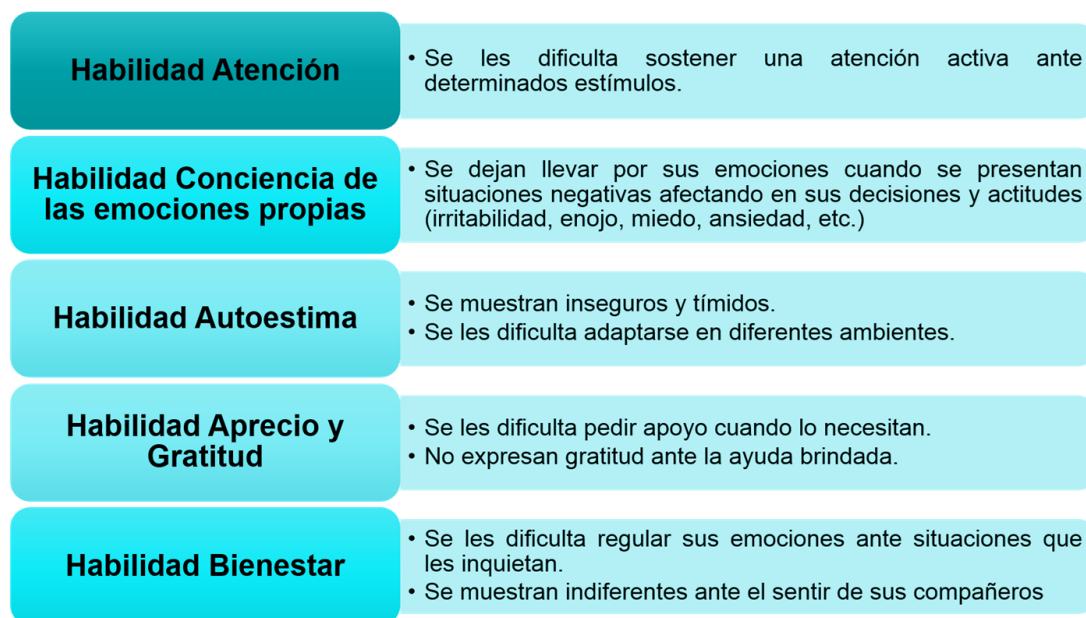 Habilidad Atención
• Se les dificulta sostener una atención activa ante
determinados estímulos.
Habilidad Conciencia de
las emociones propias
• Se dejan llevar por sus emociones cuando se presentan
situaciones negativas afectando en sus decisiones y actitudes
(irritabilidad, enojo, miedo, ansiedad, etc.)
Habilidad Autoestima
• Se muestran inseguros y tímidos.
• Se les dificulta adaptarse en diferentes ambientes.
Habilidad Aprecio y
Gratitud
• Se les dificulta pedir apoyo cuando lo necesitan.
• No expresan gratitud ante la ayuda brindada.
Habilidad Bienestar
• Se les dificulta regular sus emociones ante situaciones que
les inquietan.
• Se muestran indiferentes ante el sentir de sus compañeros